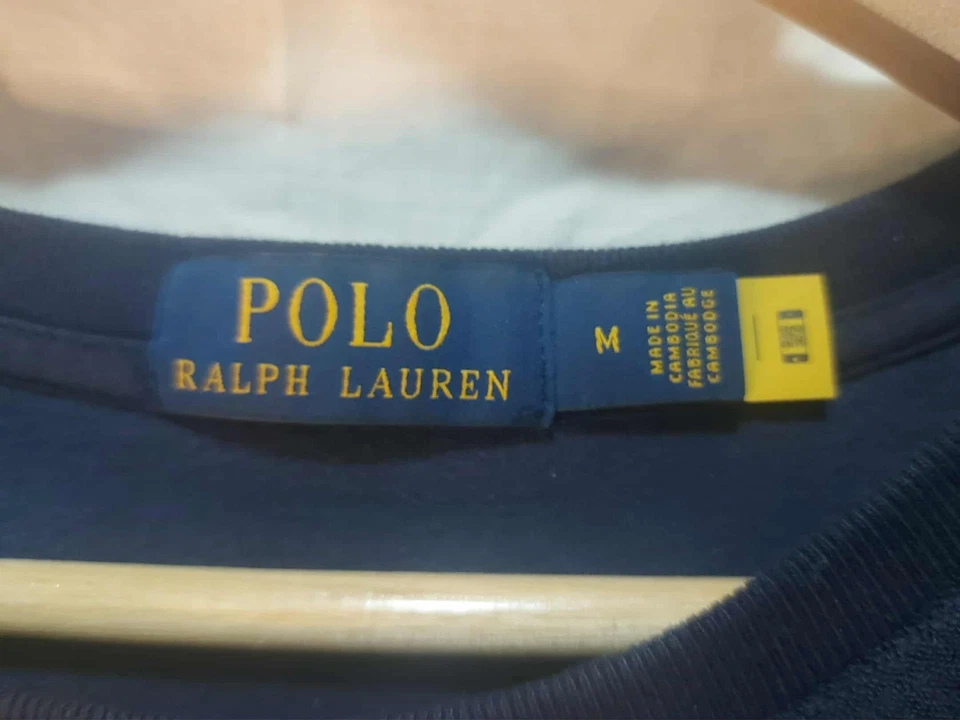 POLO
RALPH LAUREN
M
MADE IN
CAMBODIA
FABRIQUÉ AU
CAMBODGE